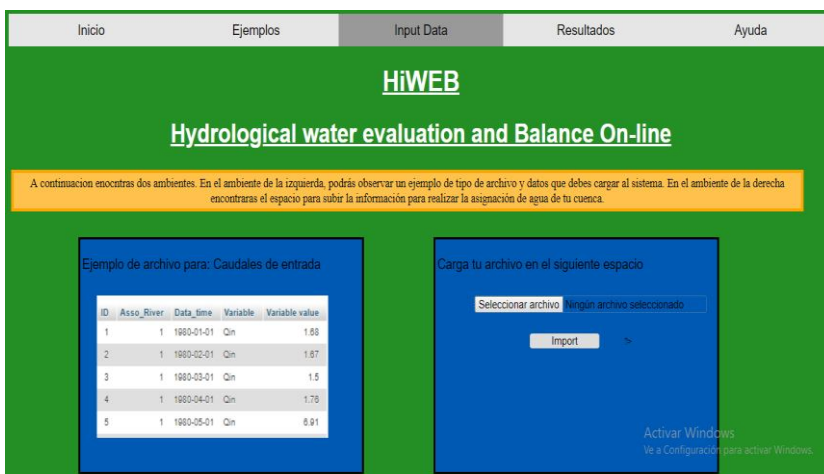 Inicio Ejemplos Input Data Resultados Ayuda
HiWEB
Hydrological water evaluation and Balance On-line
A continuacion enocntras dos ambientes. En el ambiente de la izquierda, podrás observar un ejemplo de tipo de archivo y datos que debes cargar al sistema. En el ambiente de la derecha
encontraras el espacio para subir la información para realizar la asignación de agua de tu cuenca.
Ejemplo de archivo para: Caudales de entrada
ID Asso_River Data_time Variable Variable value
1 1 1980-01-01 Qin 1.68
2 1 1980-02-01 Qin 1.67
3 1 1980-03-01 Qin 1.5
4 1 1980-04-01 Qin 1.76
5 1 1980-05-01 Qin 6.91
Carga tu archivo en el siguiente espacio
Seleccionar archivo Ningún archivo seleccionado
Import >
Activar Windows
Ve a Configuración para activar Windows.